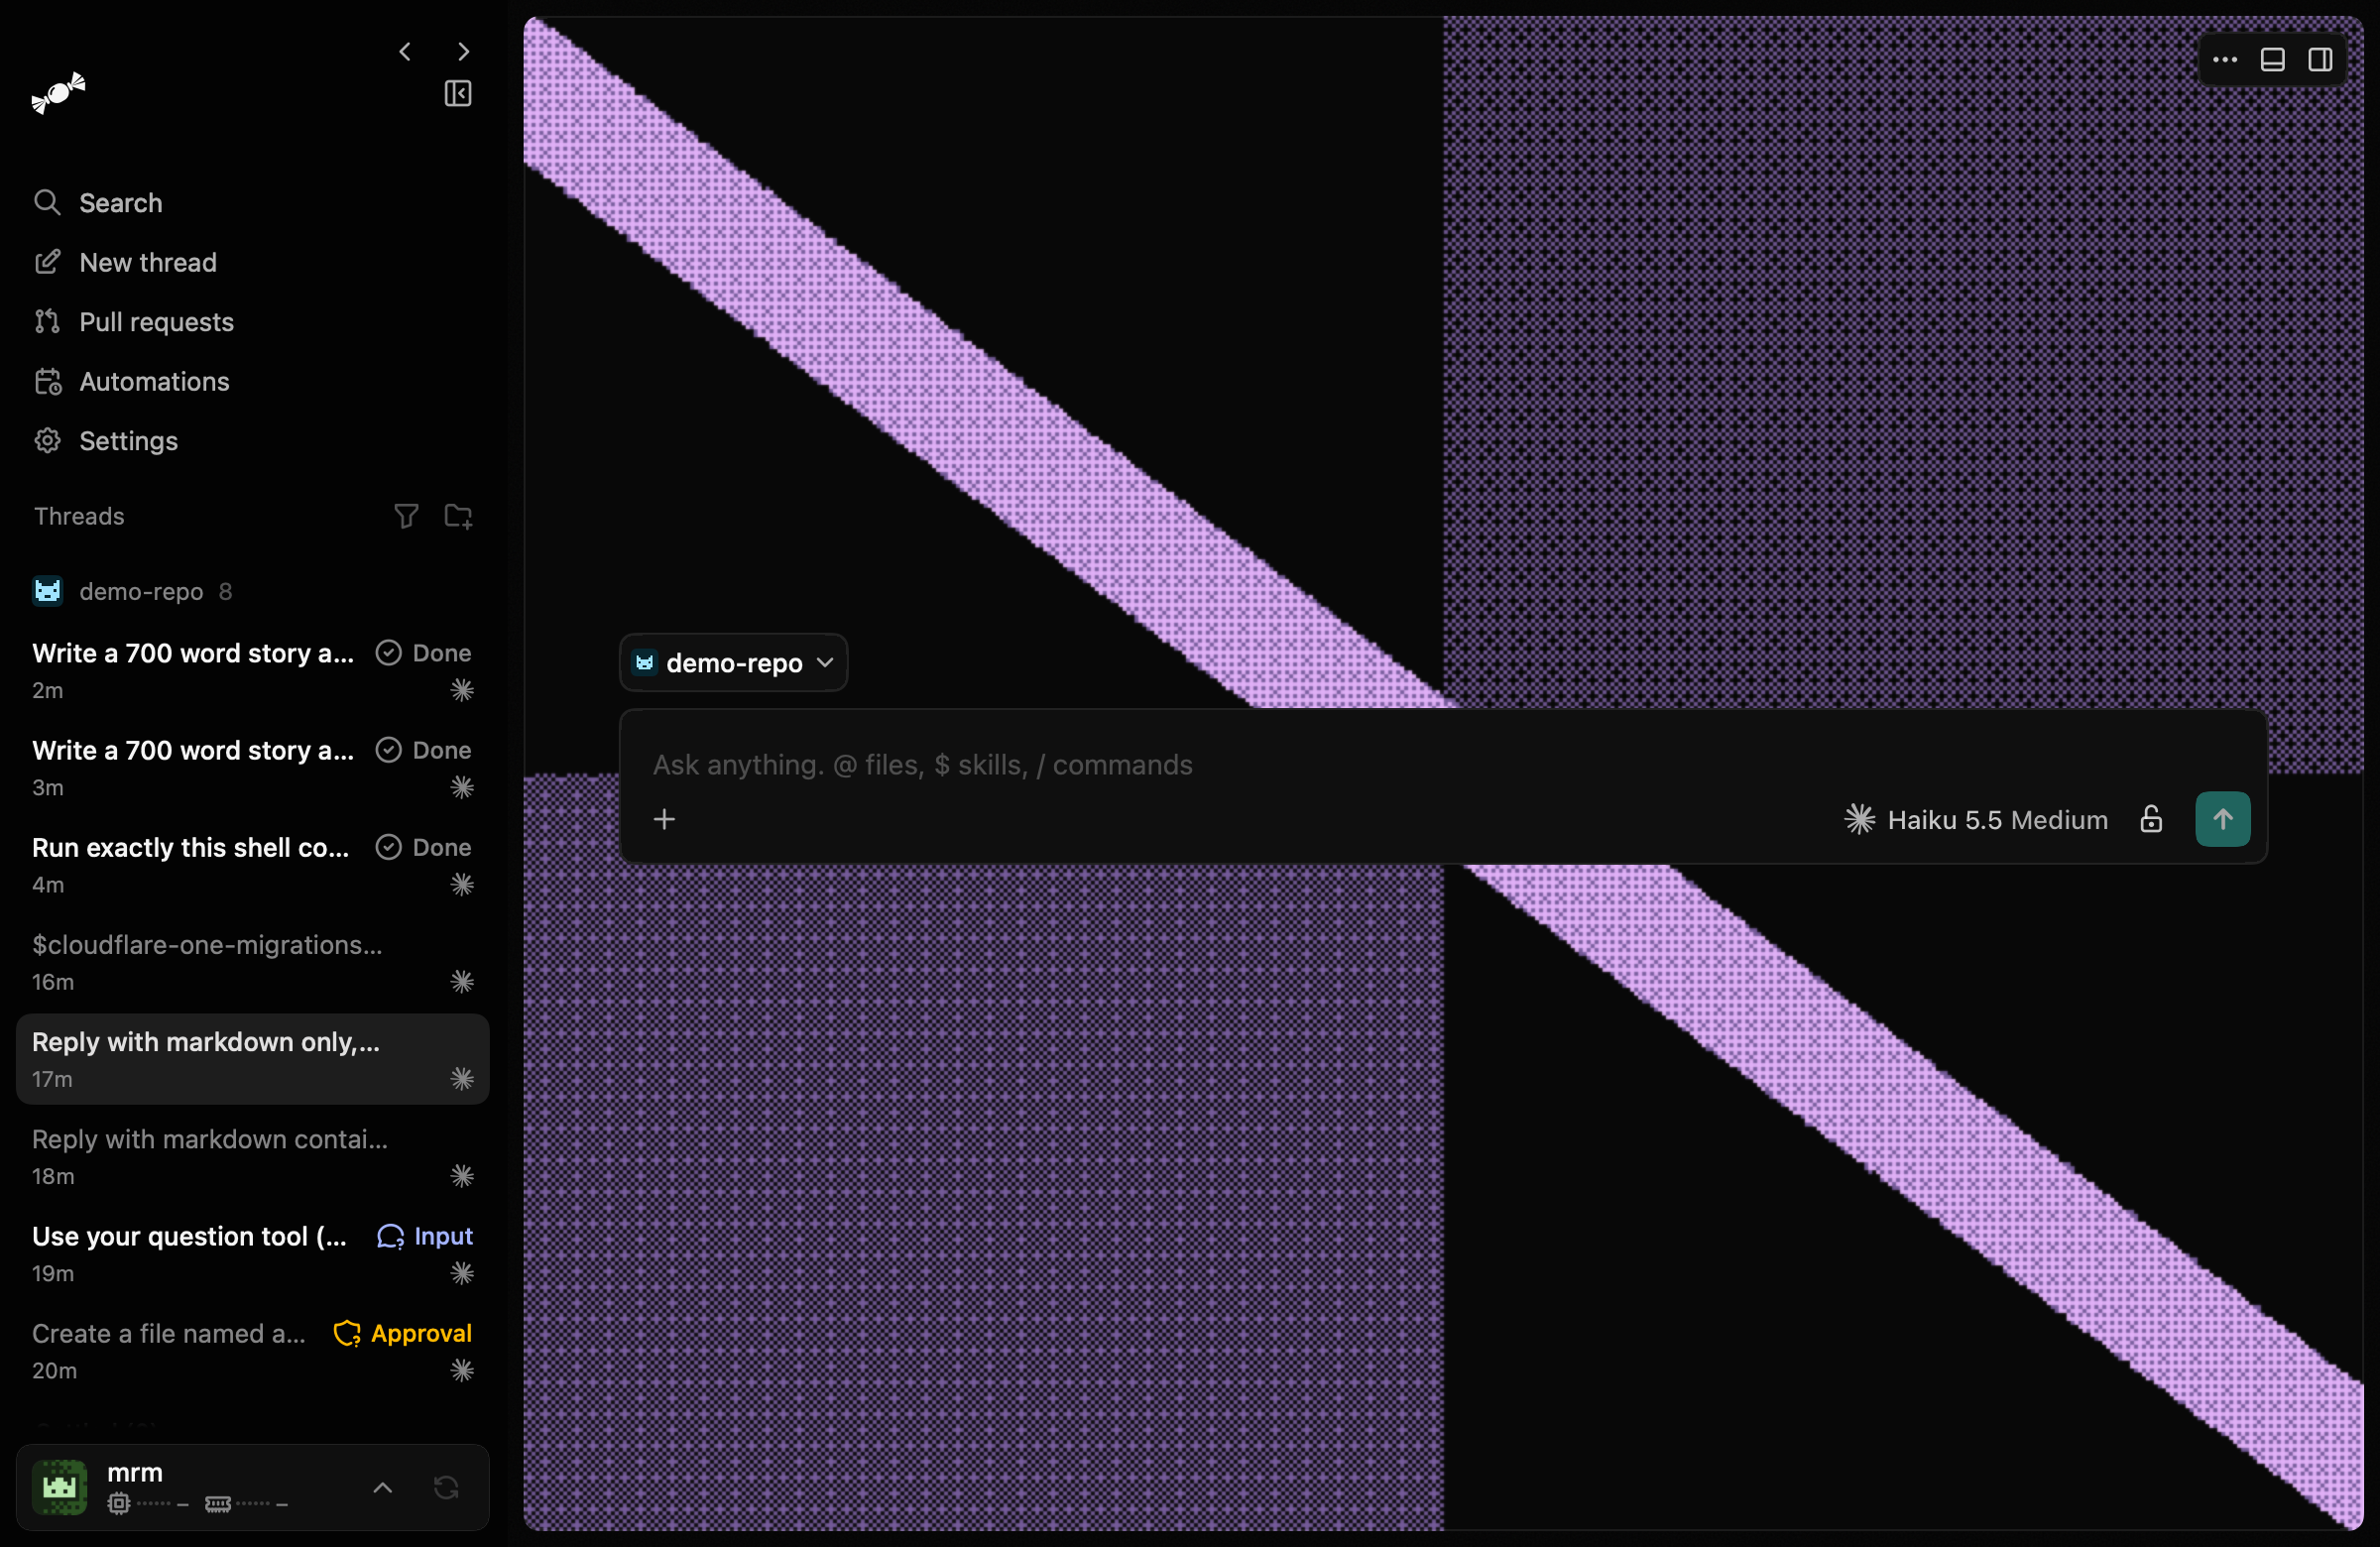 Search
New thread
Pull requests
Automations
Settings
Threads
demo-repo 8
Write a 700 word story a... Done
2m
Write a 700 word story a... Done
3m
Run exactly this shell co... Done
4m
$cloudflare-one-migrations...
16m
Reply with markdown only,...
17m
Reply with markdown contai...
18m
Use your question tool (... Input
19m
Create a file named a... Approval
20m
mrm
demo-repo
Ask anything. @ files, $ skills, / commands
Haiku 5.5 Medium